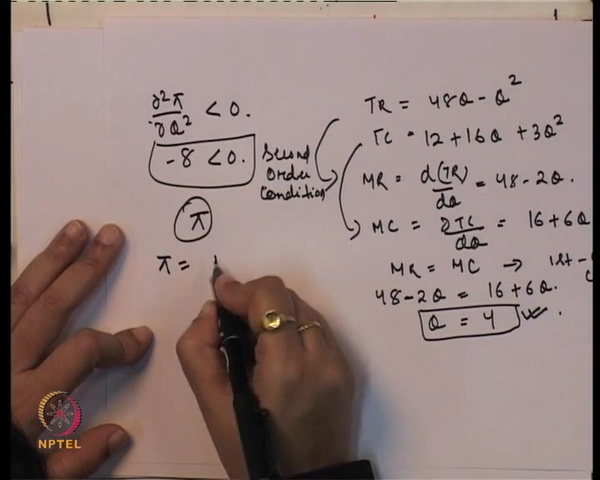 ∂²π/∂Q² < 0.
-8 < 0.
Second
Order
Condition
π
π =
TR = 48Q - Q²
TC = 12 + 16Q + 3Q²
MR = d(TR)/dQ = 48 - 2Q.
MC = ∂TC/dQ = 16 + 6Q
MR = MC → 1st -
48 - 2Q = 16 + 6Q.
Q = 4
NPTEL